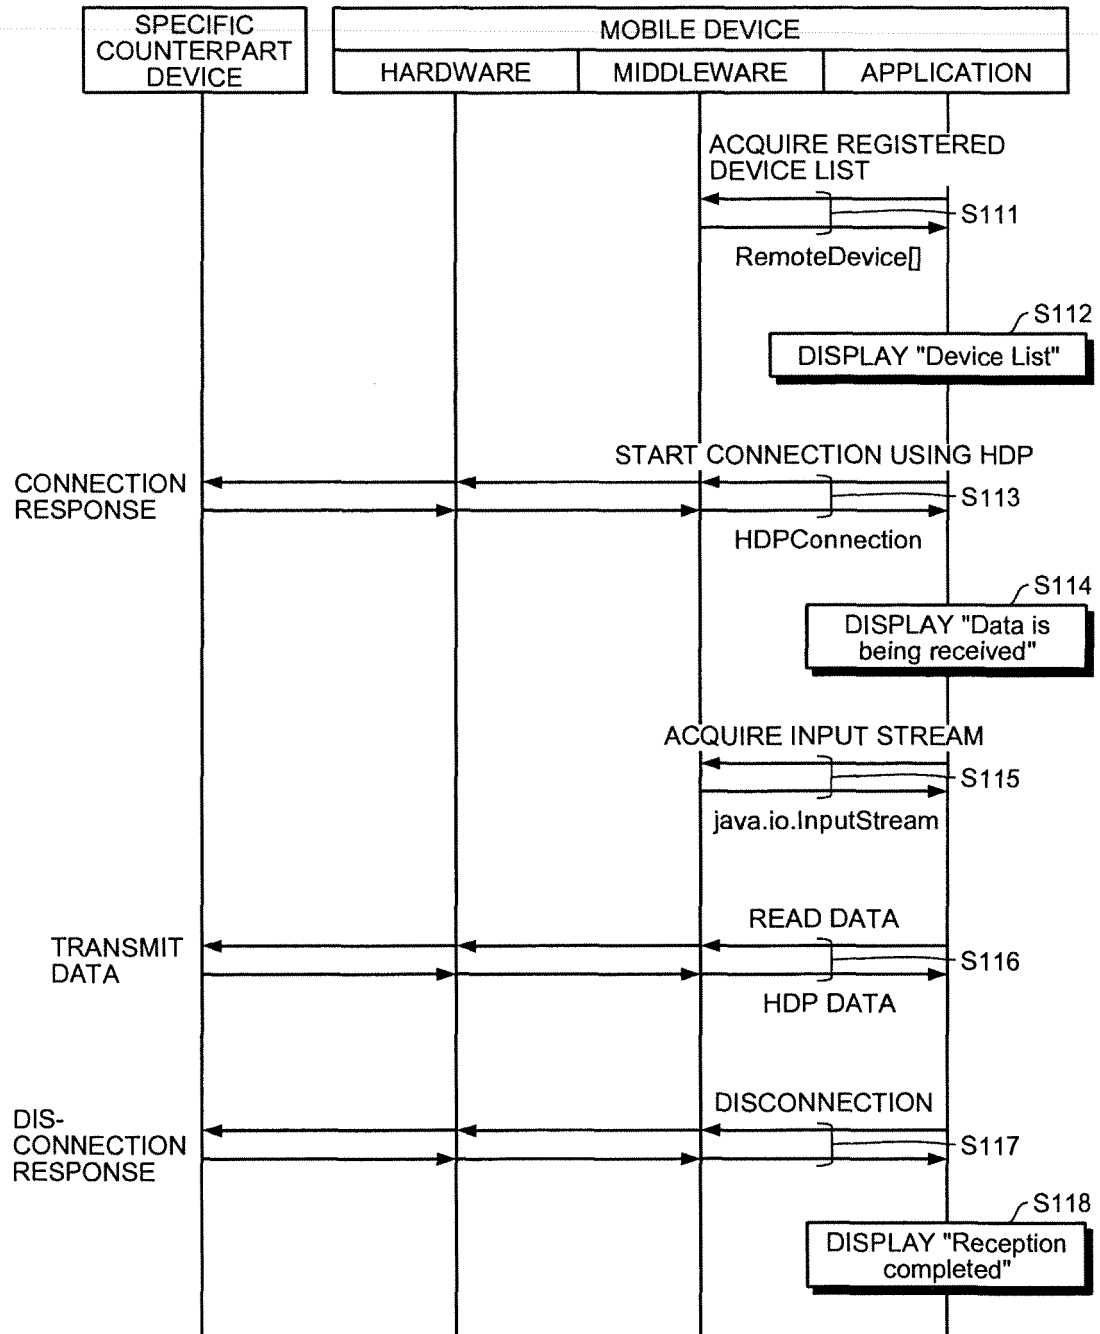 SPECIFIC
COUNTERPART
DEVICE
MOBILE DEVICE
HARDWARE
MIDDLEWARE
APPLICATION
ACQUIRE REGISTERED
DEVICE LIST
S111
RemoteDevice[]
S112
DISPLAY "Device List"
START CONNECTION USING HDP
CONNECTION
RESPONSE
S113
HDPConnection
S114
DISPLAY "Data is
being received"
ACQUIRE INPUT STREAM
S115
java.io.InputStream
READ DATA
TRANSMIT
DATA
S116
HDP DATA
DISCONNECTION
DIS-
CONNECTION
RESPONSE
S117
S118
DISPLAY "Reception
completed"